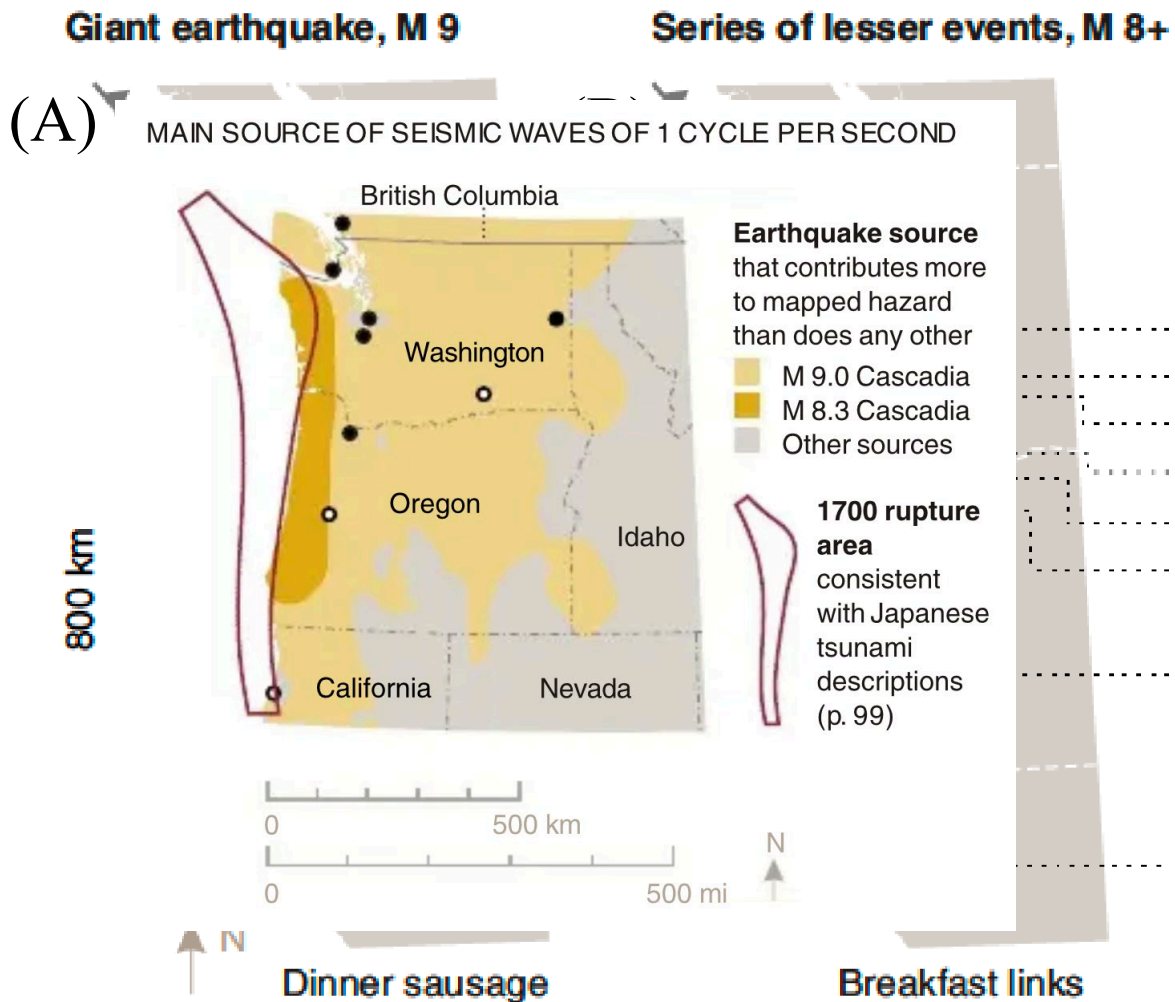 Giant earthquake, M 9
Series of lesser events, M 8+
(A)
MAIN SOURCE OF SEISMIC WAVES OF 1 CYCLE PER SECOND
British Columbia
Washington
Oregon
Idaho
California
Nevada
Earthquake source
that contributes more
to mapped hazard
than does any other
M 9.0 Cascadia
M 8.3 Cascadia
Other sources
1700 rupture
area
consistent
with Japanese
tsunami
descriptions
(p. 99)
800 km
0
500 km
0
500 mi
N
N
Dinner sausage
Breakfast links